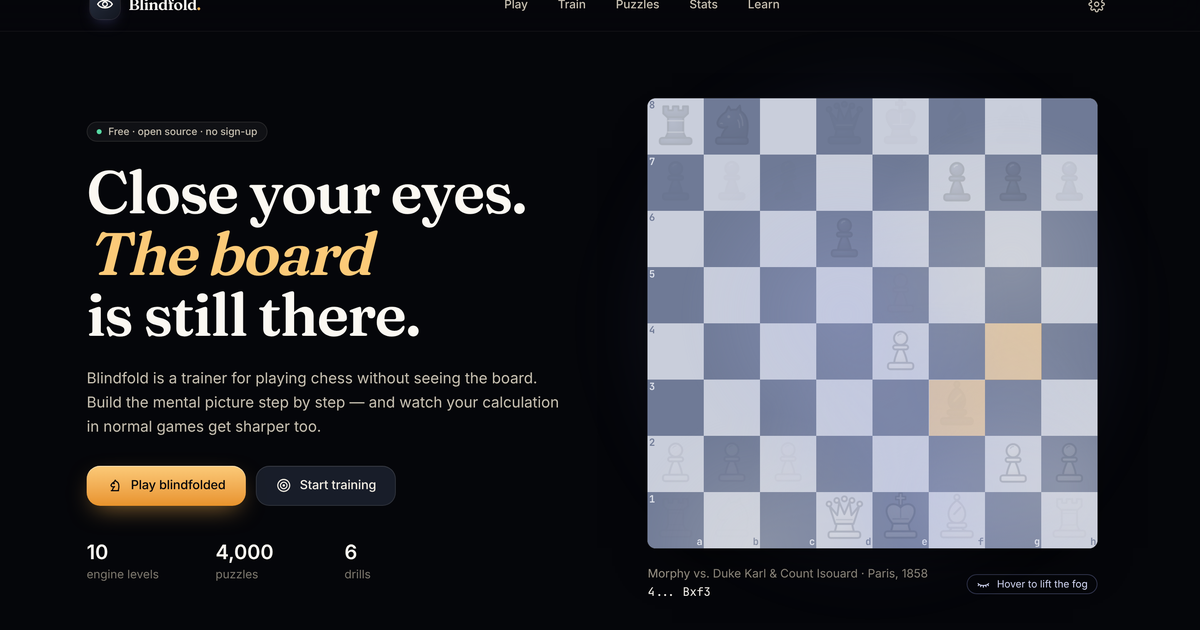 Blindfold.
Play Train Puzzles Stats Learn
Free · open source · no sign-up
Close your eyes.
The board
is still there.
Blindfold is a trainer for playing chess without seeing the board.
Build the mental picture step by step — and watch your calculation
in normal games get sharper too.
Play blindfolded
Start training
10
engine levels
4,000
puzzles
6
drills
8
7
6
5
4
3
2
1
a b c d e f g h
Morphy vs. Duke Karl & Count Isouard · Paris, 1858
4... Bxf3
Hover to lift the fog